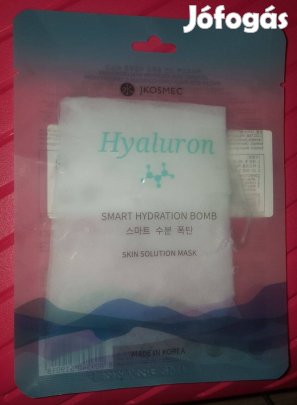 Jófogás
JKOSMEC
Hyaluron
SMART HYDRATION BOMB
스마트 수분 폭탄
SKIN SOLUTION MASK
MADE IN KOREA